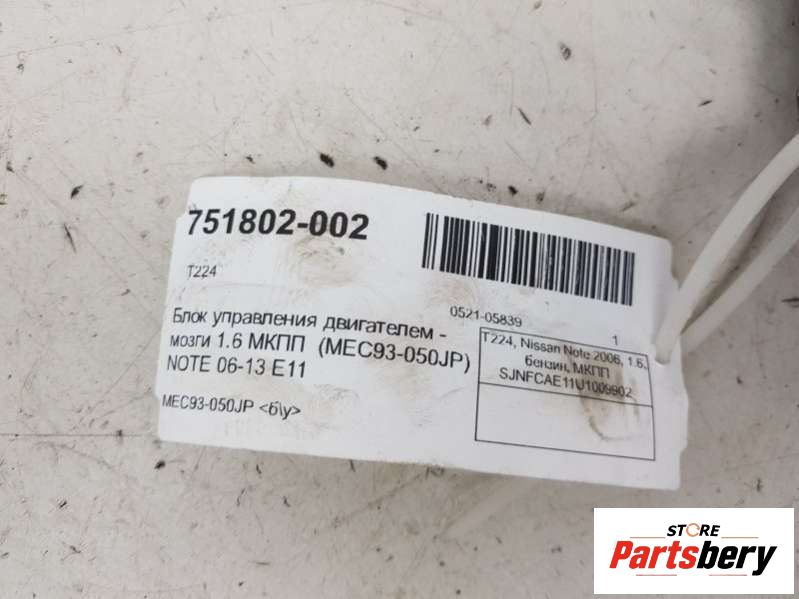 751802-002
T224
0521-05839 1
Блок управления двигателем -
мозги 1.6 МКПП (MEC93-050JP)
NOTE 06-13 E11
MEC93-050JP <б\у>
T224, Nissan Note 2006, 1.6,
бензин, МКПП
SJNFCAE11U1009902
STORE
Partsbery